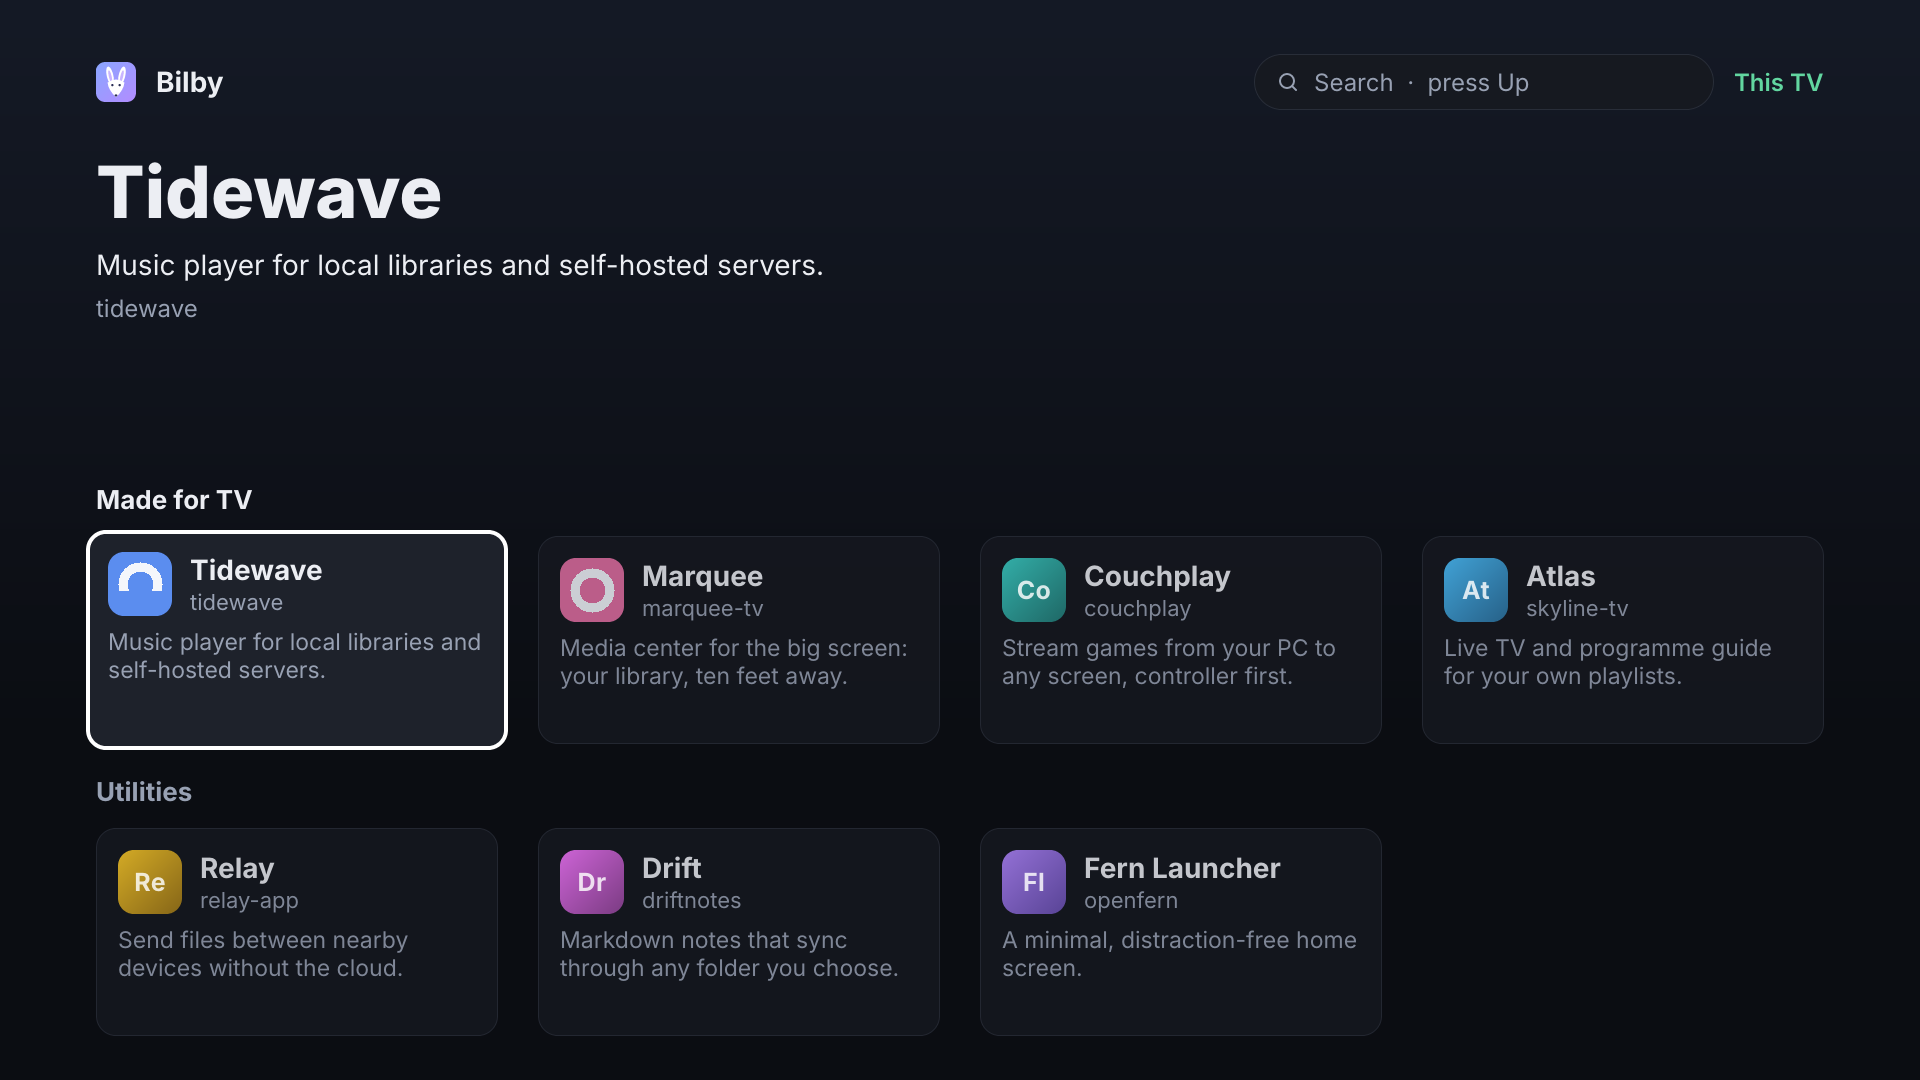 Bilby
Search · press Up
This TV
Tidewave
Music player for local libraries and self-hosted servers.
tidewave
Made for TV
Tidewave
tidewave
Music player for local libraries and
self-hosted servers.
Marquee
marquee-tv
Media center for the big screen:
your library, ten feet away.
Co
Couchplay
couchplay
Stream games from your PC to
any screen, controller first.
At
Atlas
skyline-tv
Live TV and programme guide
for your own playlists.
Utilities
Re
Relay
relay-app
Send files between nearby
devices without the cloud.
Dr
Drift
driftnotes
Markdown notes that sync
through any folder you choose.
Fl
Fern Launcher
openfern
A minimal, distraction-free home
screen.